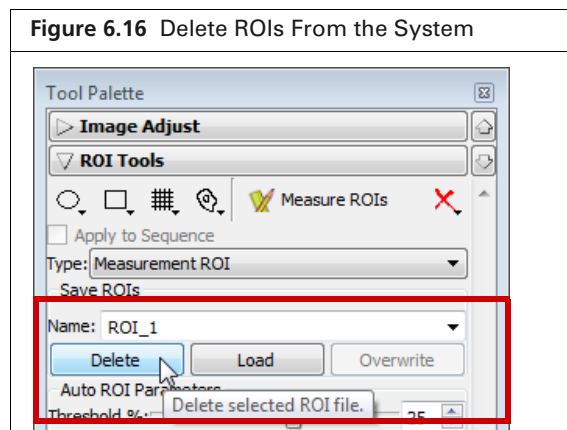 Figure 6.16 Delete ROIs From the System
Tool Palette
Image Adjust
ROI Tools
Measure ROIs
Apply to Sequence
Type: Measurement ROI
Save ROIs
Name: ROI_1
Delete Load Overwrite
Auto ROI Parameters
Delete selected ROI file.
Threshold %: 25